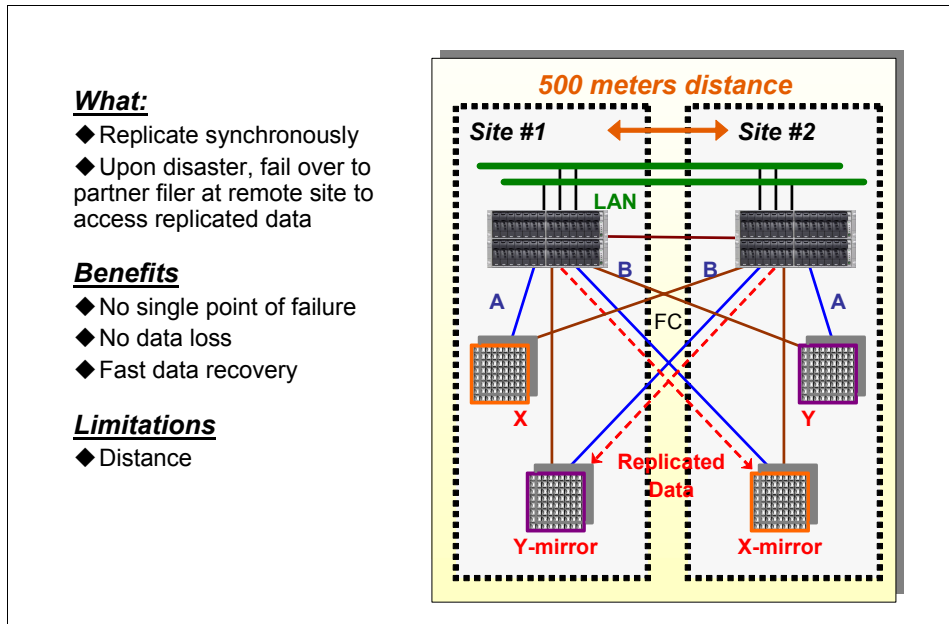 What:
◆ Replicate synchronously
◆ Upon disaster, fail over to
partner filer at remote site to
access replicated data
Benefits
◆ No single point of failure
◆ No data loss
◆ Fast data recovery
Limitations
◆ Distance
500 meters distance
Site #1
Site #2
LAN
A
B
B
A
FC
X
Y
Replicated
Data
Y-mirror
X-mirror